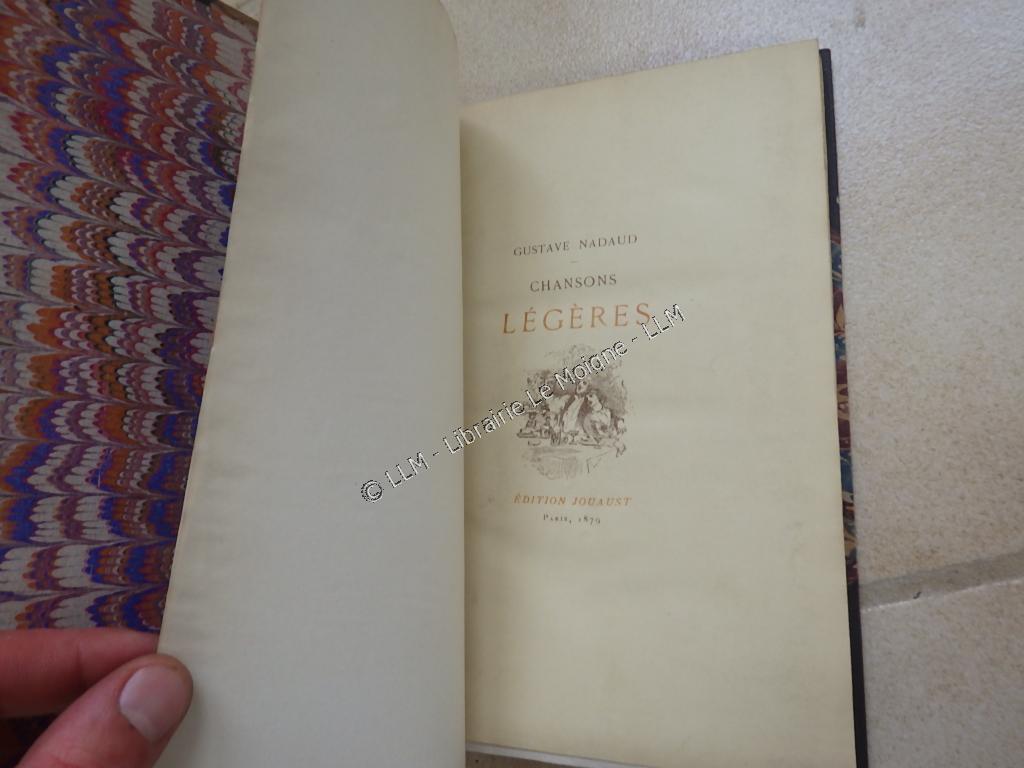 GUSTAVE NADAUD
CHANSONS
LÉGÈRES
ÉDITION JOUAUST
PARIS, 1879
© LLM - Librairie Le Moigne - LLM